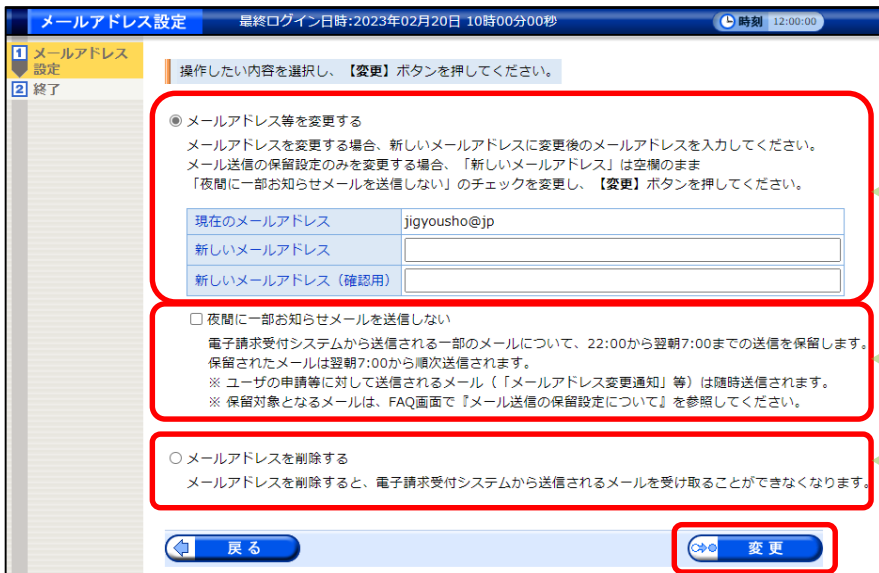 メールアドレス設定 最終ログイン日時:2023年02月20日 10時00分00秒 時刻 12:00:00
1 メールアドレス
設定
2 終了
操作したい内容を選択し、【変更】ボタンを押してください。
メールアドレス等を変更する
メールアドレスを変更する場合、新しいメールアドレスに変更後のメールアドレスを入力してください。
メール送信の保留設定のみを変更する場合、「新しいメールアドレス」は空欄のまま
「夜間に一部お知らせメールを送信しない」のチェックを変更し、【変更】ボタンを押してください。
現在のメールアドレス jigyousho@jp
新しいメールアドレス
新しいメールアドレス（確認用）
夜間に一部お知らせメールを送信しない
電子請求受付システムから送信される一部のメールについて、22:00から翌朝7:00までの送信を保留します。
保留されたメールは翌朝7:00から順次送信されます。
※ ユーザの申請等に対して送信されるメール（「メールアドレス変更通知」等）は随時送信されます。
※ 保留対象となるメールは、FAQ画面で『メール送信の保留設定について』を参照してください。
メールアドレスを削除する
メールアドレスを削除すると、電子請求受付システムから送信されるメールを受け取ることができなくなります。
戻る 変更